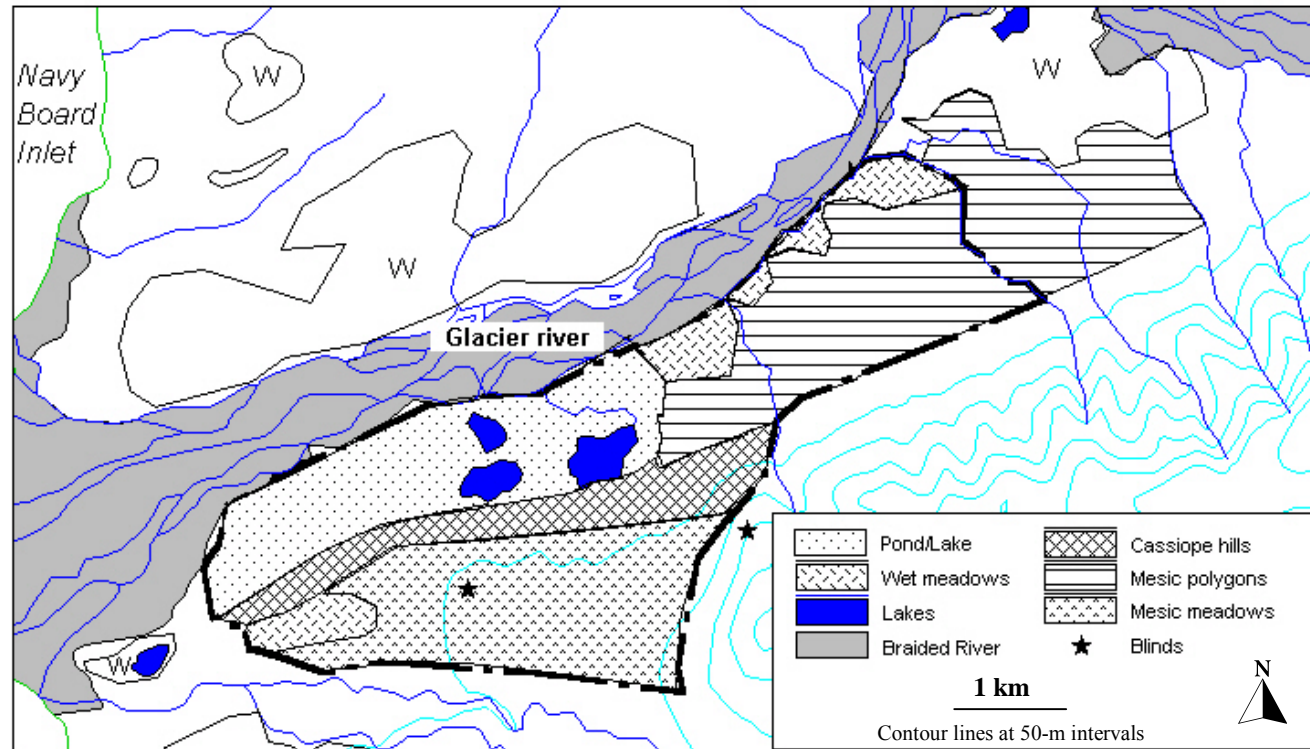 Navy
Board
Inlet
W
W
W
W
Glacier river
Pond/Lake
Wet meadows
Lakes
Braided River
Cassiope hills
Mesic polygons
Mesic meadows
Blinds
1 km
N
Contour lines at 50-m intervals